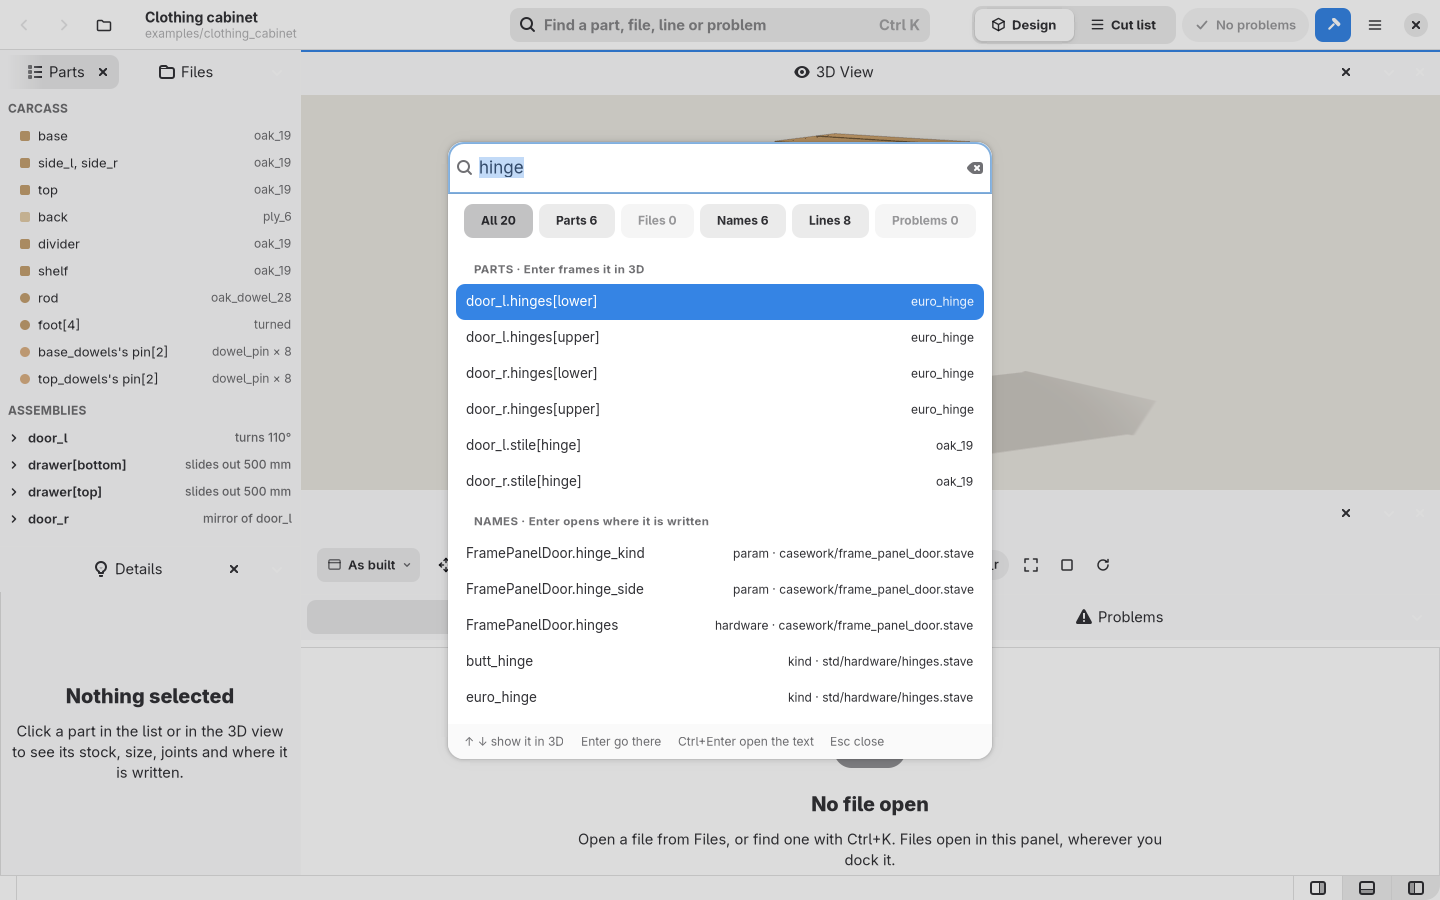 Clothing cabinet
examples/clothing_cabinet
Find a part, file, line or problem
Ctrl K
Design
Cut list
No problems
Parts
Files
3D View
CARCASS
base
oak_19
side_l, side_r
oak_19
top
oak_19
back
ply_6
divider
oak_19
shelf
oak_19
rod
oak_dowel_28
foot[4]
turned
base_dowels's pin[2]
dowel_pin × 8
top_dowels's pin[2]
dowel_pin × 8
ASSEMBLIES
door_l
turns 110°
drawer[bottom]
slides out 500 mm
drawer[top]
slides out 500 mm
door_r
mirror of door_l
Details
Nothing selected
Click a part in the list or in the 3D view
to see its stock, size, joints and where it
is written.
hinge
All 20
Parts 6
Files 0
Names 6
Lines 8
Problems 0
PARTS · Enter frames it in 3D
door_l.hinges[lower]
euro_hinge
door_l.hinges[upper]
euro_hinge
door_r.hinges[lower]
euro_hinge
door_r.hinges[upper]
euro_hinge
door_l.stile[hinge]
oak_19
door_r.stile[hinge]
oak_19
NAMES · Enter opens where it is written
FramePanelDoor.hinge_kind
param · casework/frame_panel_door.stave
FramePanelDoor.hinge_side
param · casework/frame_panel_door.stave
FramePanelDoor.hinges
hardware · casework/frame_panel_door.stave
butt_hinge
kind · std/hardware/hinges.stave
euro_hinge
kind · std/hardware/hinges.stave
↑ ↓ show it in 3D
Enter go there
Ctrl+Enter open the text
Esc close
As built
Problems
No file open
Open a file from Files, or find one with Ctrl+K. Files open in this panel, wherever you
dock it.